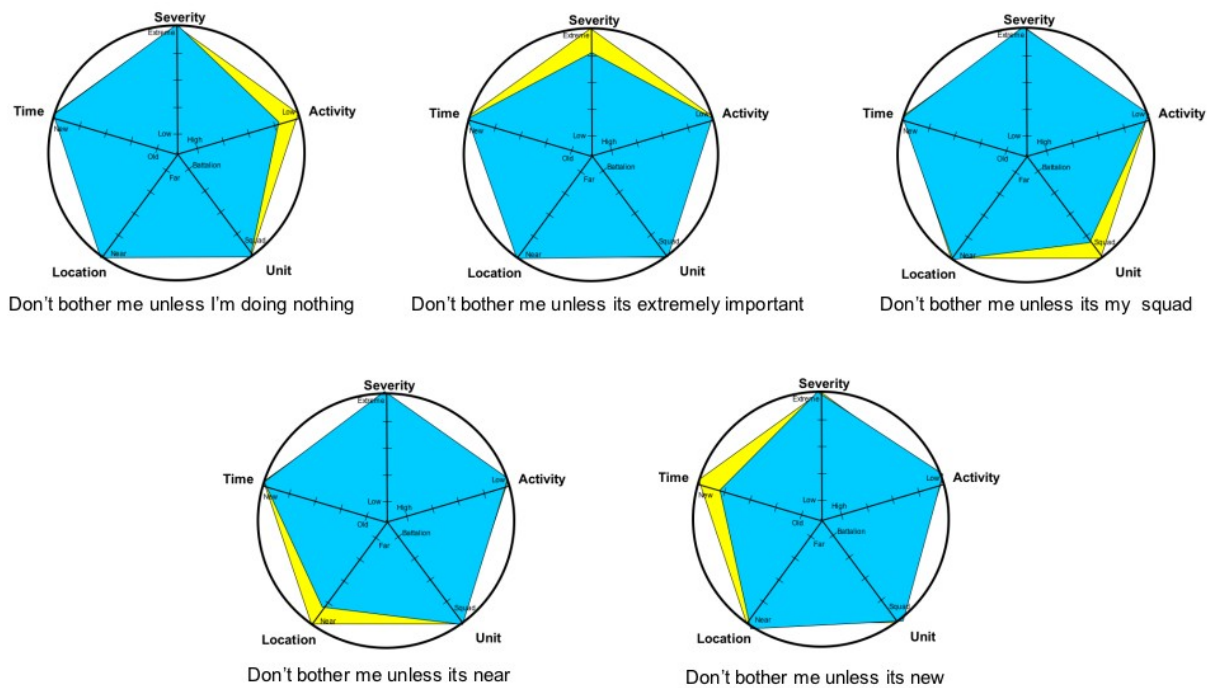 Severity
Extreme
Time
New
Low
Activity
Low
High
Old
Battalion
Far
Squad
Near
Location
Unit
Don't bother me unless I'm doing nothing
Severity
Extreme
Time
New
Low
Activity
Low
High
Old
Battalion
Far
Squad
Near
Location
Unit
Don't bother me unless its extremely important
Severity
Extreme
Time
New
Low
Activity
Low
High
Old
Battalion
Far
Squad
Near
Location
Unit
Don't bother me unless its my squad
Severity
Extreme
Time
New
Low
Activity
Low
High
Old
Battalion
Far
Squad
Near
Location
Unit
Don't bother me unless its near
Severity
Extreme
Time
New
Low
Activity
Low
High
Old
Battalion
Far
Squad
Near
Location
Unit
Don't bother me unless its new